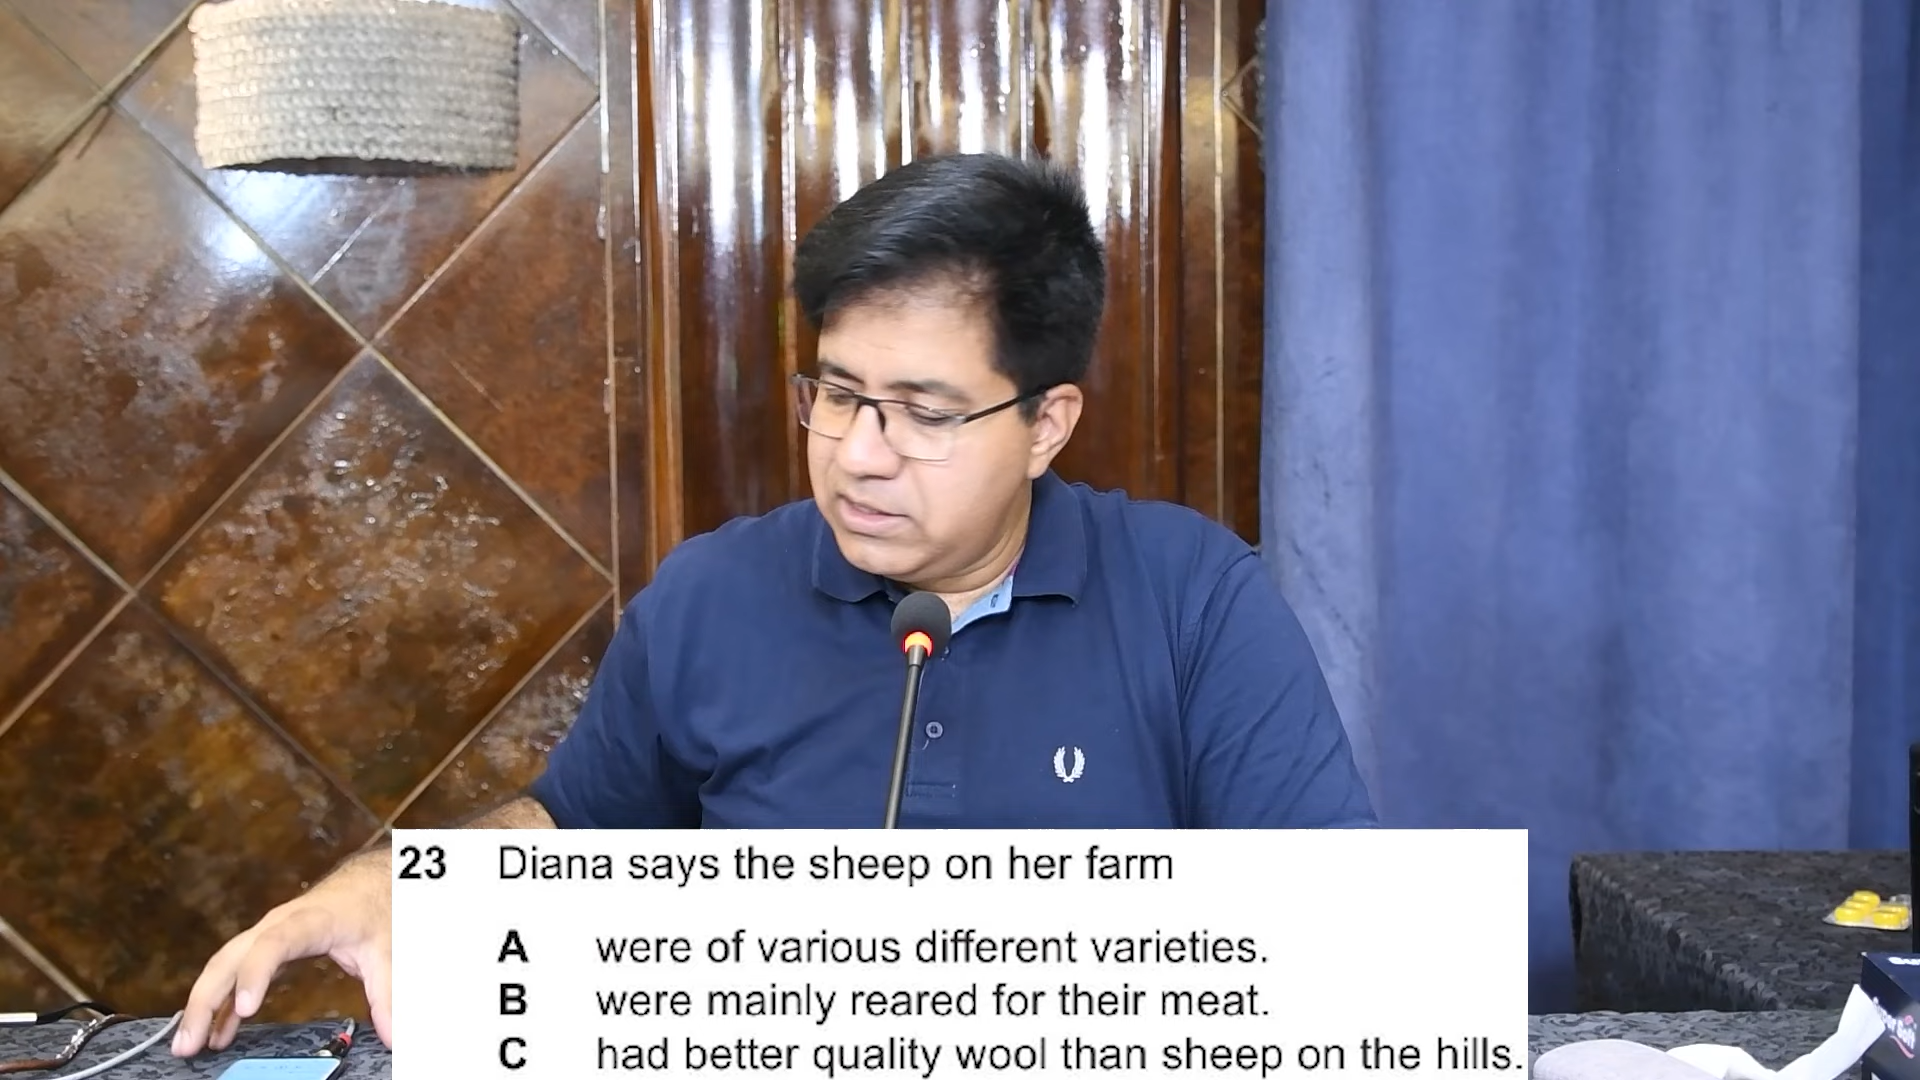 23 Diana says the sheep on her farm
A were of various different varieties.
B were mainly reared for their meat.
C had better quality wool than sheep on the hills.